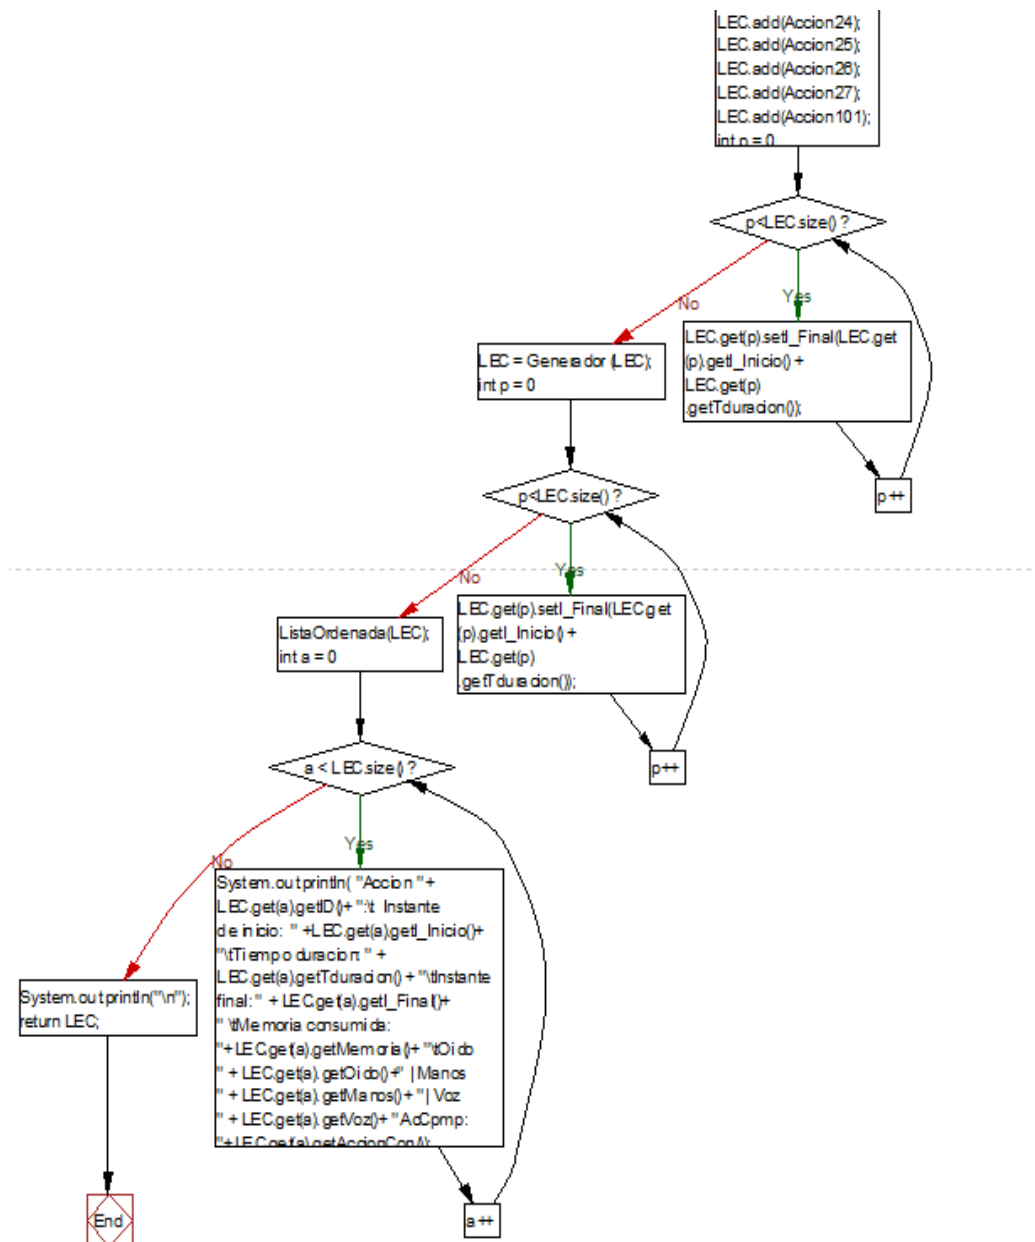 LEC.add(Accion24);
LEC.add(Accion25);
LEC.add(Accion26);
LEC.add(Accion27);
LEC.add(Accion101);
int p = 0
p<LEC.size() ?
No
Yes
LEC.get(p).setI_Final(LEC.get
(p).getI_Inicio() +
LEC.get(p)
.getTduracion());
p++
LEC = Generador (LEC);
int p = 0
p<LEC.size() ?
No
Yes
LEC.get(p).setI_Final(LEC.get
(p).getI_Inicio() +
LEC.get(p)
.getTduracion());
p++
ListaOrdenada(LEC);
int a = 0
a < LEC.size() ?
No
Yes
System.out.println( "Accion " +
LEC.get(a).getID()+ ":\t Instante
de inicio: " +LEC.get(a).getI_Inicio()+
"\tTiempo duracion: " +
LEC.get(a).getTduracion() + "\tInstante
final: " + LEC.get(a).getI_Final()+
" \tMemoria consumida:
"+ LEC.get(a).getMemoria()+ "\tOido
" + LEC.get(a).getOido()+" | Manos
" + LEC.get(a).getManos()+ "| Voz
" + LEC.get(a).getVoz()+ "AcCpmp:
"+ LEC.get(a).getAccionCon());
a++
System.out.println("\n");
return LEC;
End